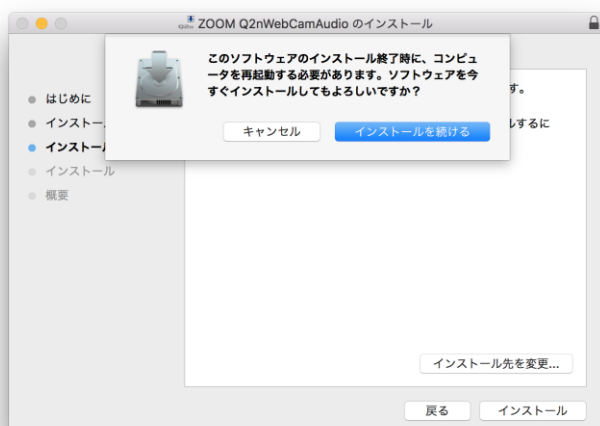 ZOOM Q2nWebCamAudio のインストール
このソフトウェアのインストール終了時に、コンピュ
ータを再起動する必要があります。ソフトウェアを今
すぐインストールしてもよろしいですか？
キャンセル
インストールを続ける
はじめに
インストー
インストール
インストール
概要
す。
ルするに
インストール先を変更...
戻る
インストール